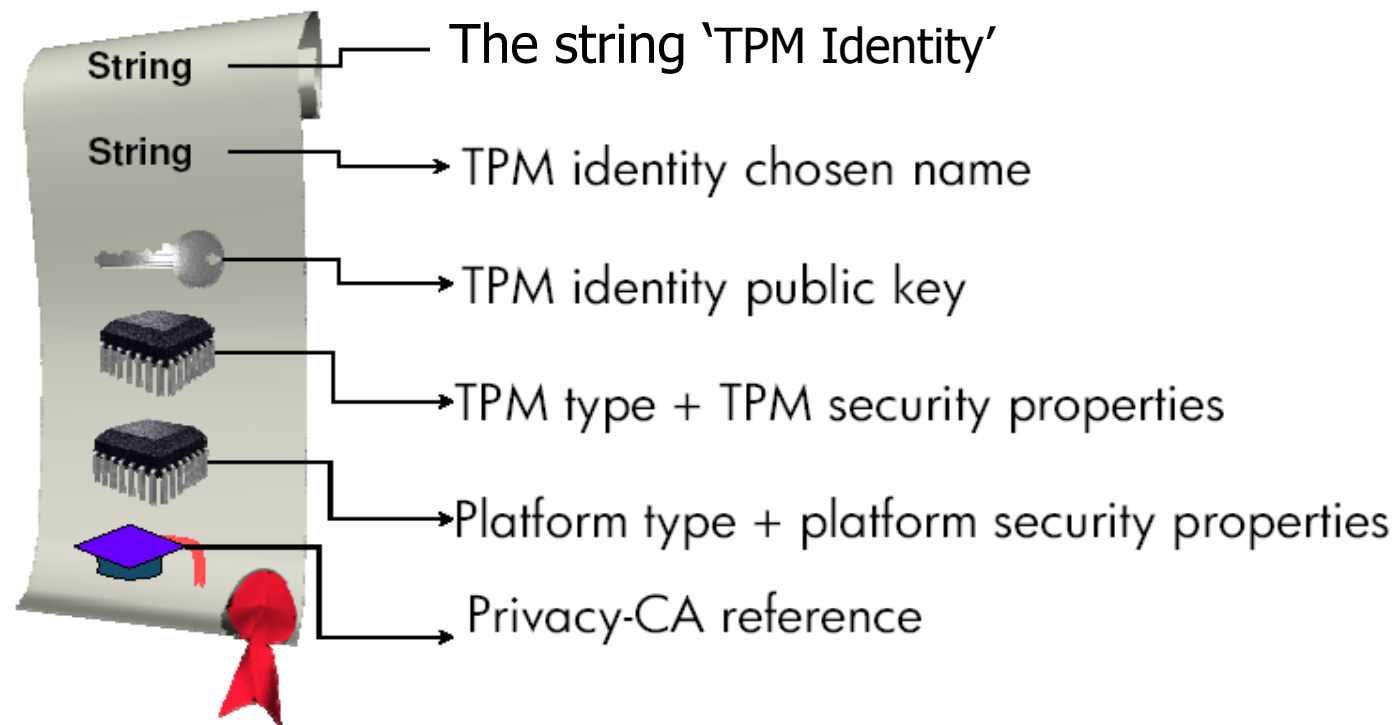 String
The string ‘TPM Identity’
String
TPM identity chosen name
TPM identity public key
TPM type + TPM security properties
Platform type + platform security properties
Privacy-CA reference